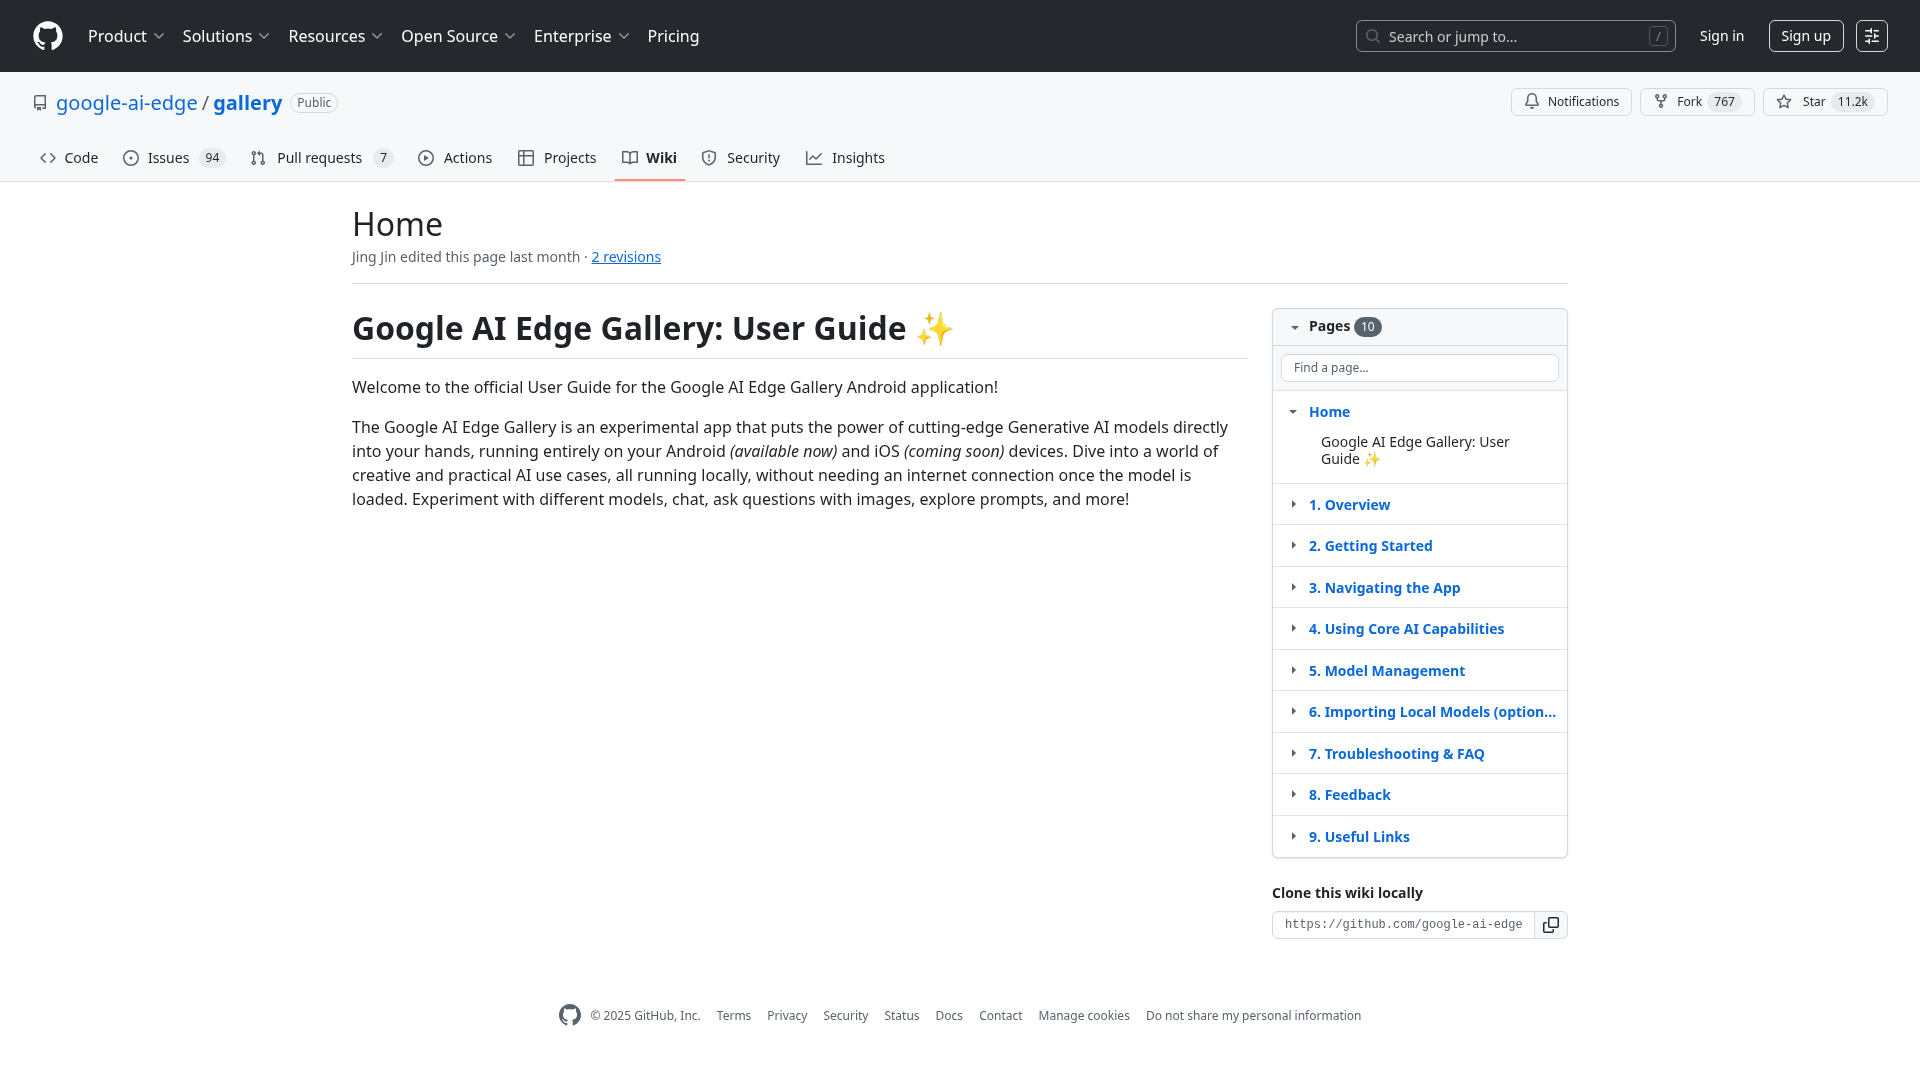 Product
Solutions
Resources
Open Source
Enterprise
Pricing
Search or jump to...
/
Sign in
Sign up
google-ai-edge / gallery Public
Notifications
Fork 767
Star 11.2k
Code
Issues 94
Pull requests 7
Actions
Projects
Wiki
Security
Insights
Home
Jing Jin edited this page last month · 2 revisions
Google AI Edge Gallery: User Guide ✨
Welcome to the official User Guide for the Google AI Edge Gallery Android application!
The Google AI Edge Gallery is an experimental app that puts the power of cutting-edge Generative AI models directly
into your hands, running entirely on your Android (available now) and iOS (coming soon) devices. Dive into a world of
creative and practical AI use cases, all running locally, without needing an internet connection once the model is
loaded. Experiment with different models, chat, ask questions with images, explore prompts, and more!
Pages 10
Find a page...
Home
Google AI Edge Gallery: User
Guide ✨
1. Overview
2. Getting Started
3. Navigating the App
4. Using Core AI Capabilities
5. Model Management
6. Importing Local Models (option...
7. Troubleshooting & FAQ
8. Feedback
9. Useful Links
Clone this wiki locally
https://github.com/google-ai-edge
© 2025 GitHub, Inc.
Terms
Privacy
Security
Status
Docs
Contact
Manage cookies
Do not share my personal information